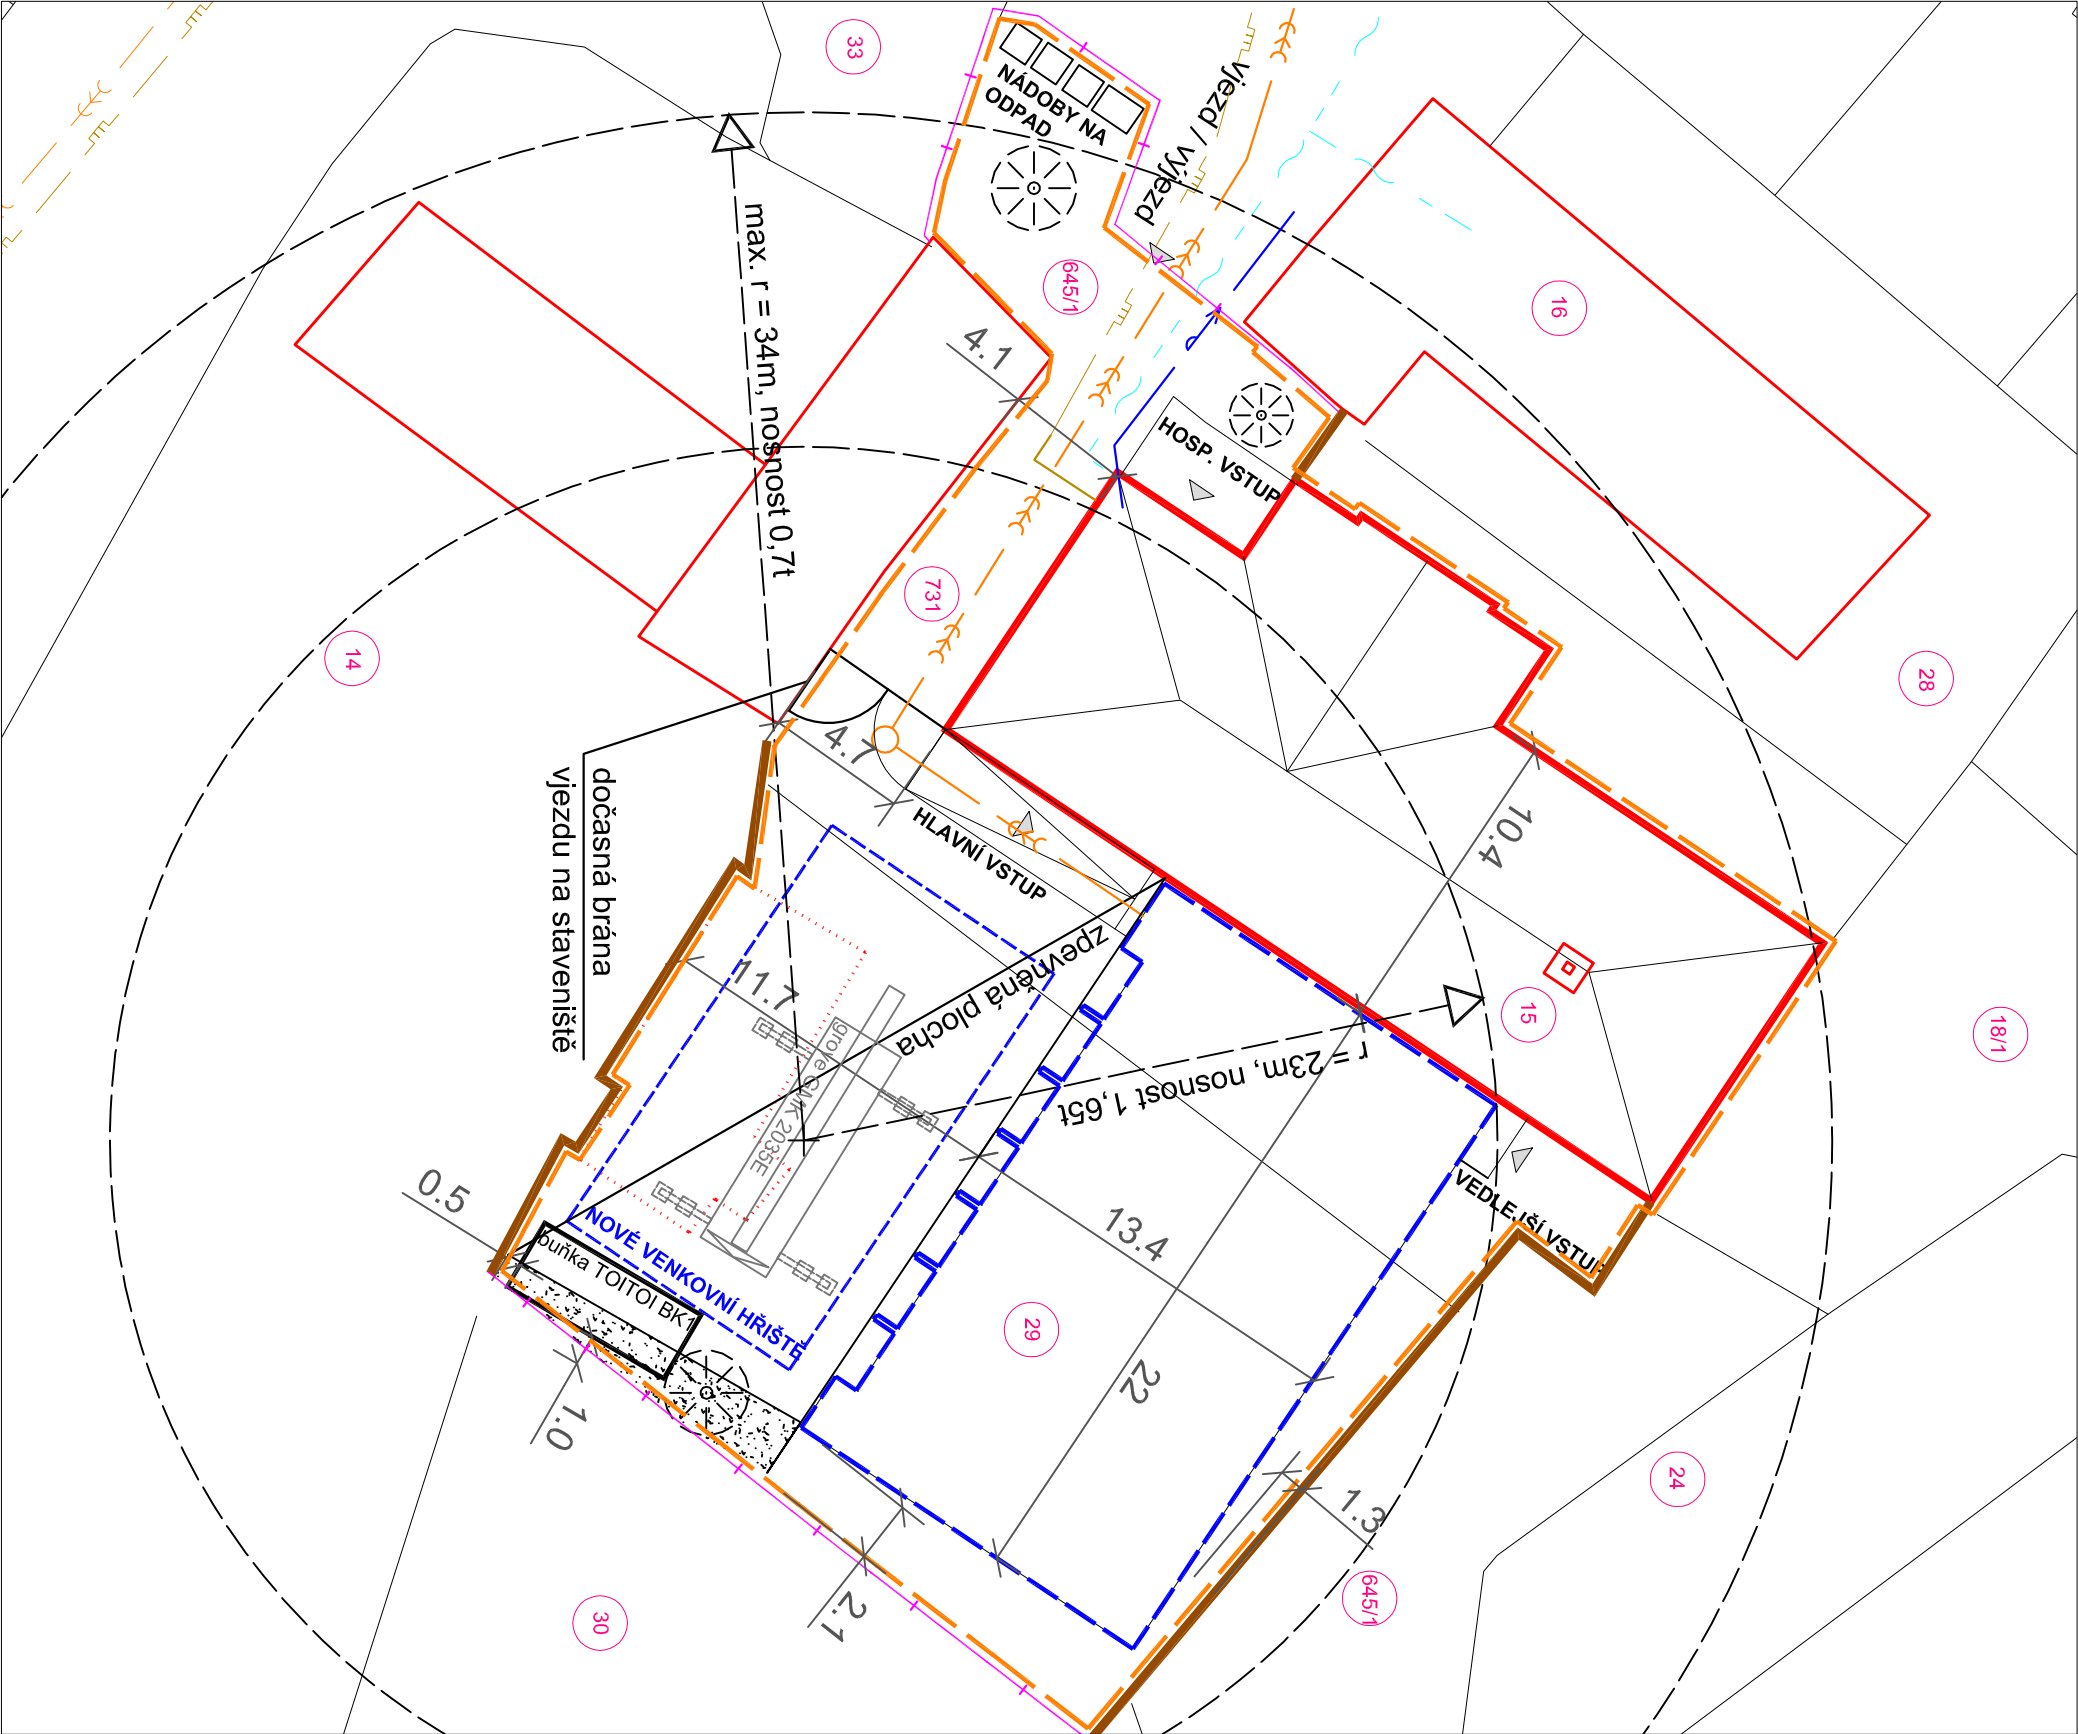 33
NÁDOBY NA
ODPAD
vjezd / výjezd
645/1
16
4.1
max. r = 34m, nosnost 0,7t
HOSP. VSTUP
731
14
28
4.7
10.4
dočasná brána
vjezdu na staveniště
HLAVNÍ VSTUP
zpevněná plocha
11.7
grove GMK 2035E
15
18/1
r = 23m, nosnost 1,65t
0.5
VEDLEJŠÍ VSTUP
NOVÉ VENKOVNÍ HŘIŠTĚ
buňka TOITOI BK1
13.4
29
22
1.0
24
1.3
2.1
30
645/1